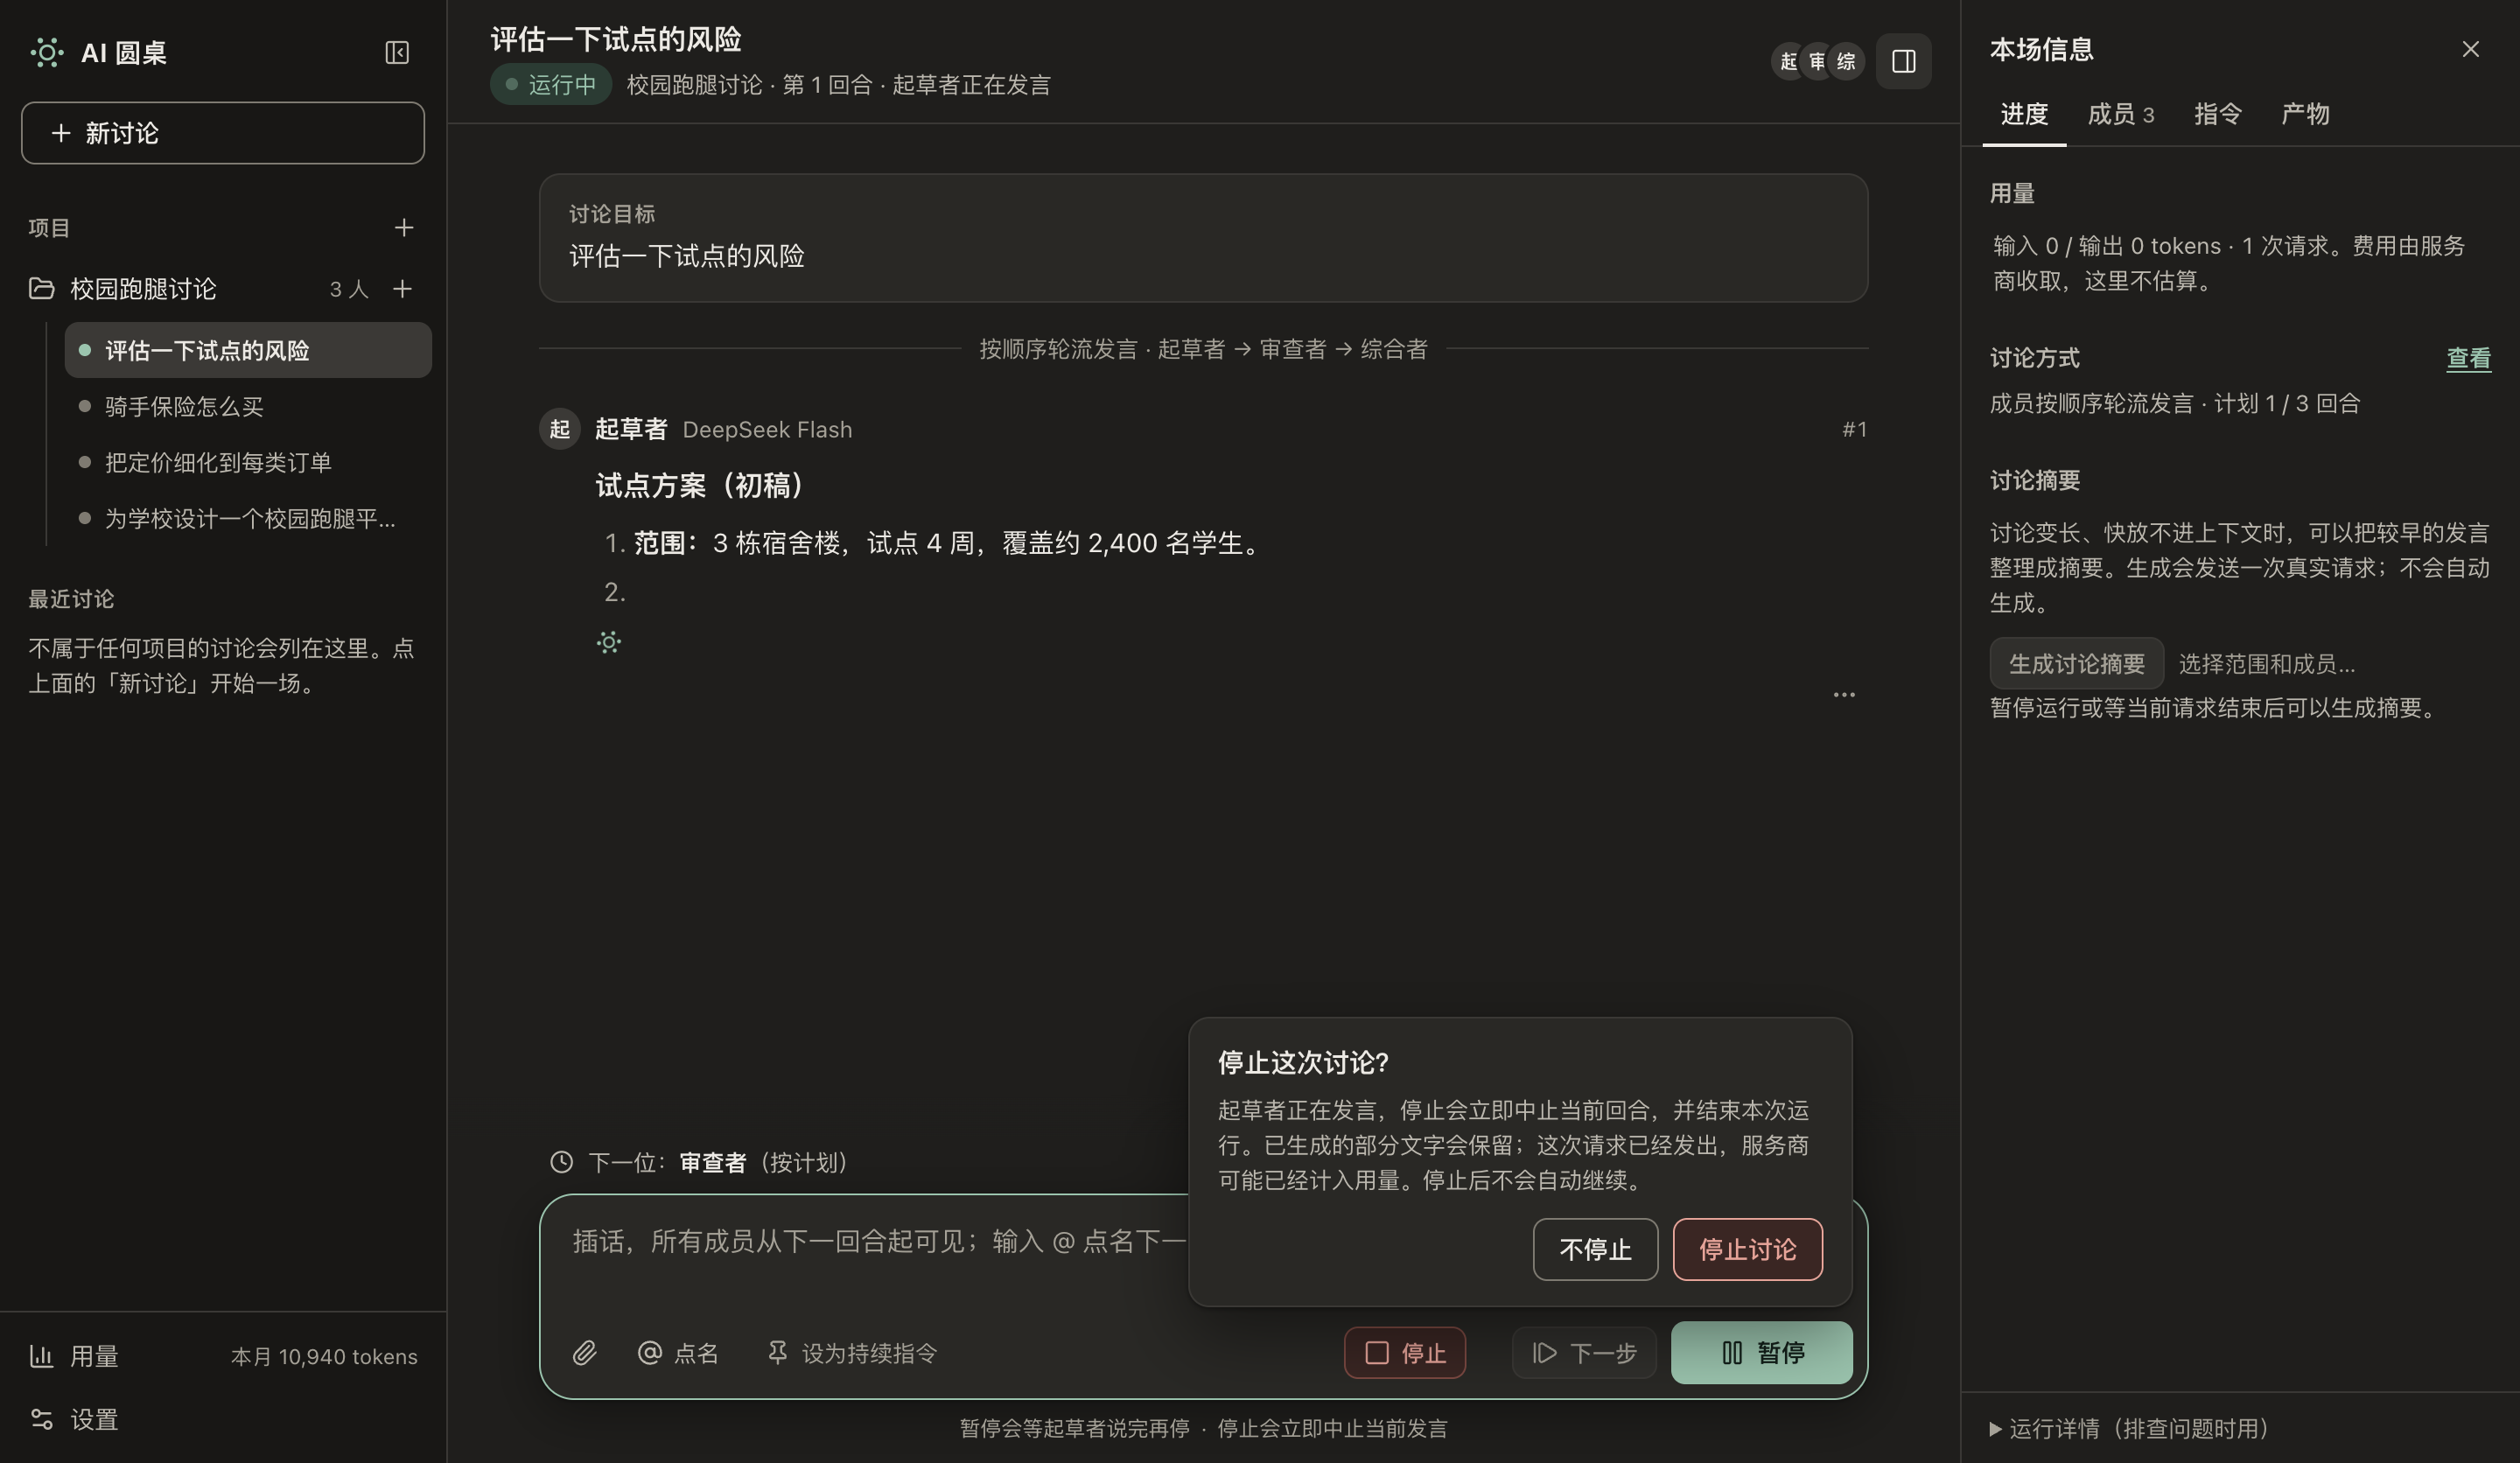 AI 圆桌
新讨论
项目
校园跑腿讨论 3 人
评估一下试点的风险
骑手保险怎么买
把定价细化到每类订单
为学校设计一个校园跑腿平...
最近讨论
不属于任何项目的讨论会列在这里。点
上面的「新讨论」开始一场。
用量 本月 10,940 tokens
设置
评估一下试点的风险
运行中 校园跑腿讨论 · 第 1 回合 · 起草者正在发言
起 审 综
讨论目标
评估一下试点的风险
按顺序轮流发言 · 起草者 → 审查者 → 综合者
起 起草者 DeepSeek Flash #1
试点方案（初稿）
1. 范围：3 栋宿舍楼，试点 4 周，覆盖约 2,400 名学生。
2.
停止这次讨论?
起草者正在发言，停止会立即中止当前回合，并结束本次运
行。已生成的部分文字会保留；这次请求已经发出，服务商
可能已经计入用量。停止后不会自动继续。
不停止 停止讨论
下一位：审查者（按计划）
插话，所有成员从下一回合起可见；输入 @ 点名下一
点名 设为持续指令 停止 下一步 暂停
暂停会等起草者说完再停 · 停止会立即中止当前发言
本场信息
进度 成员 3 指令 产物
用量
输入 0 / 输出 0 tokens · 1 次请求。费用由服务
商收取，这里不估算。
讨论方式 查看
成员按顺序轮流发言 · 计划 1 / 3 回合
讨论摘要
讨论变长、快放不进上下文时，可以把较早的发言
整理成摘要。生成会发送一次真实请求；不会自动
生成。
生成讨论摘要 选择范围和成员...
暂停运行或等当前请求结束后可以生成摘要。
运行详情（排查问题时用）